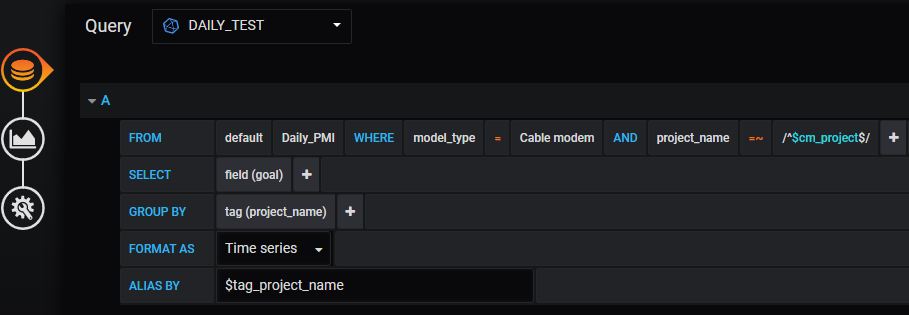 Query DAILY_TEST
A
FROM default Daily_PMI WHERE model_type = Cable modem AND project_name =~ /^$cm_project$/ +
SELECT field (goal) +
GROUP BY tag (project_name) +
FORMAT AS Time series
ALIAS BY $tag_project_name